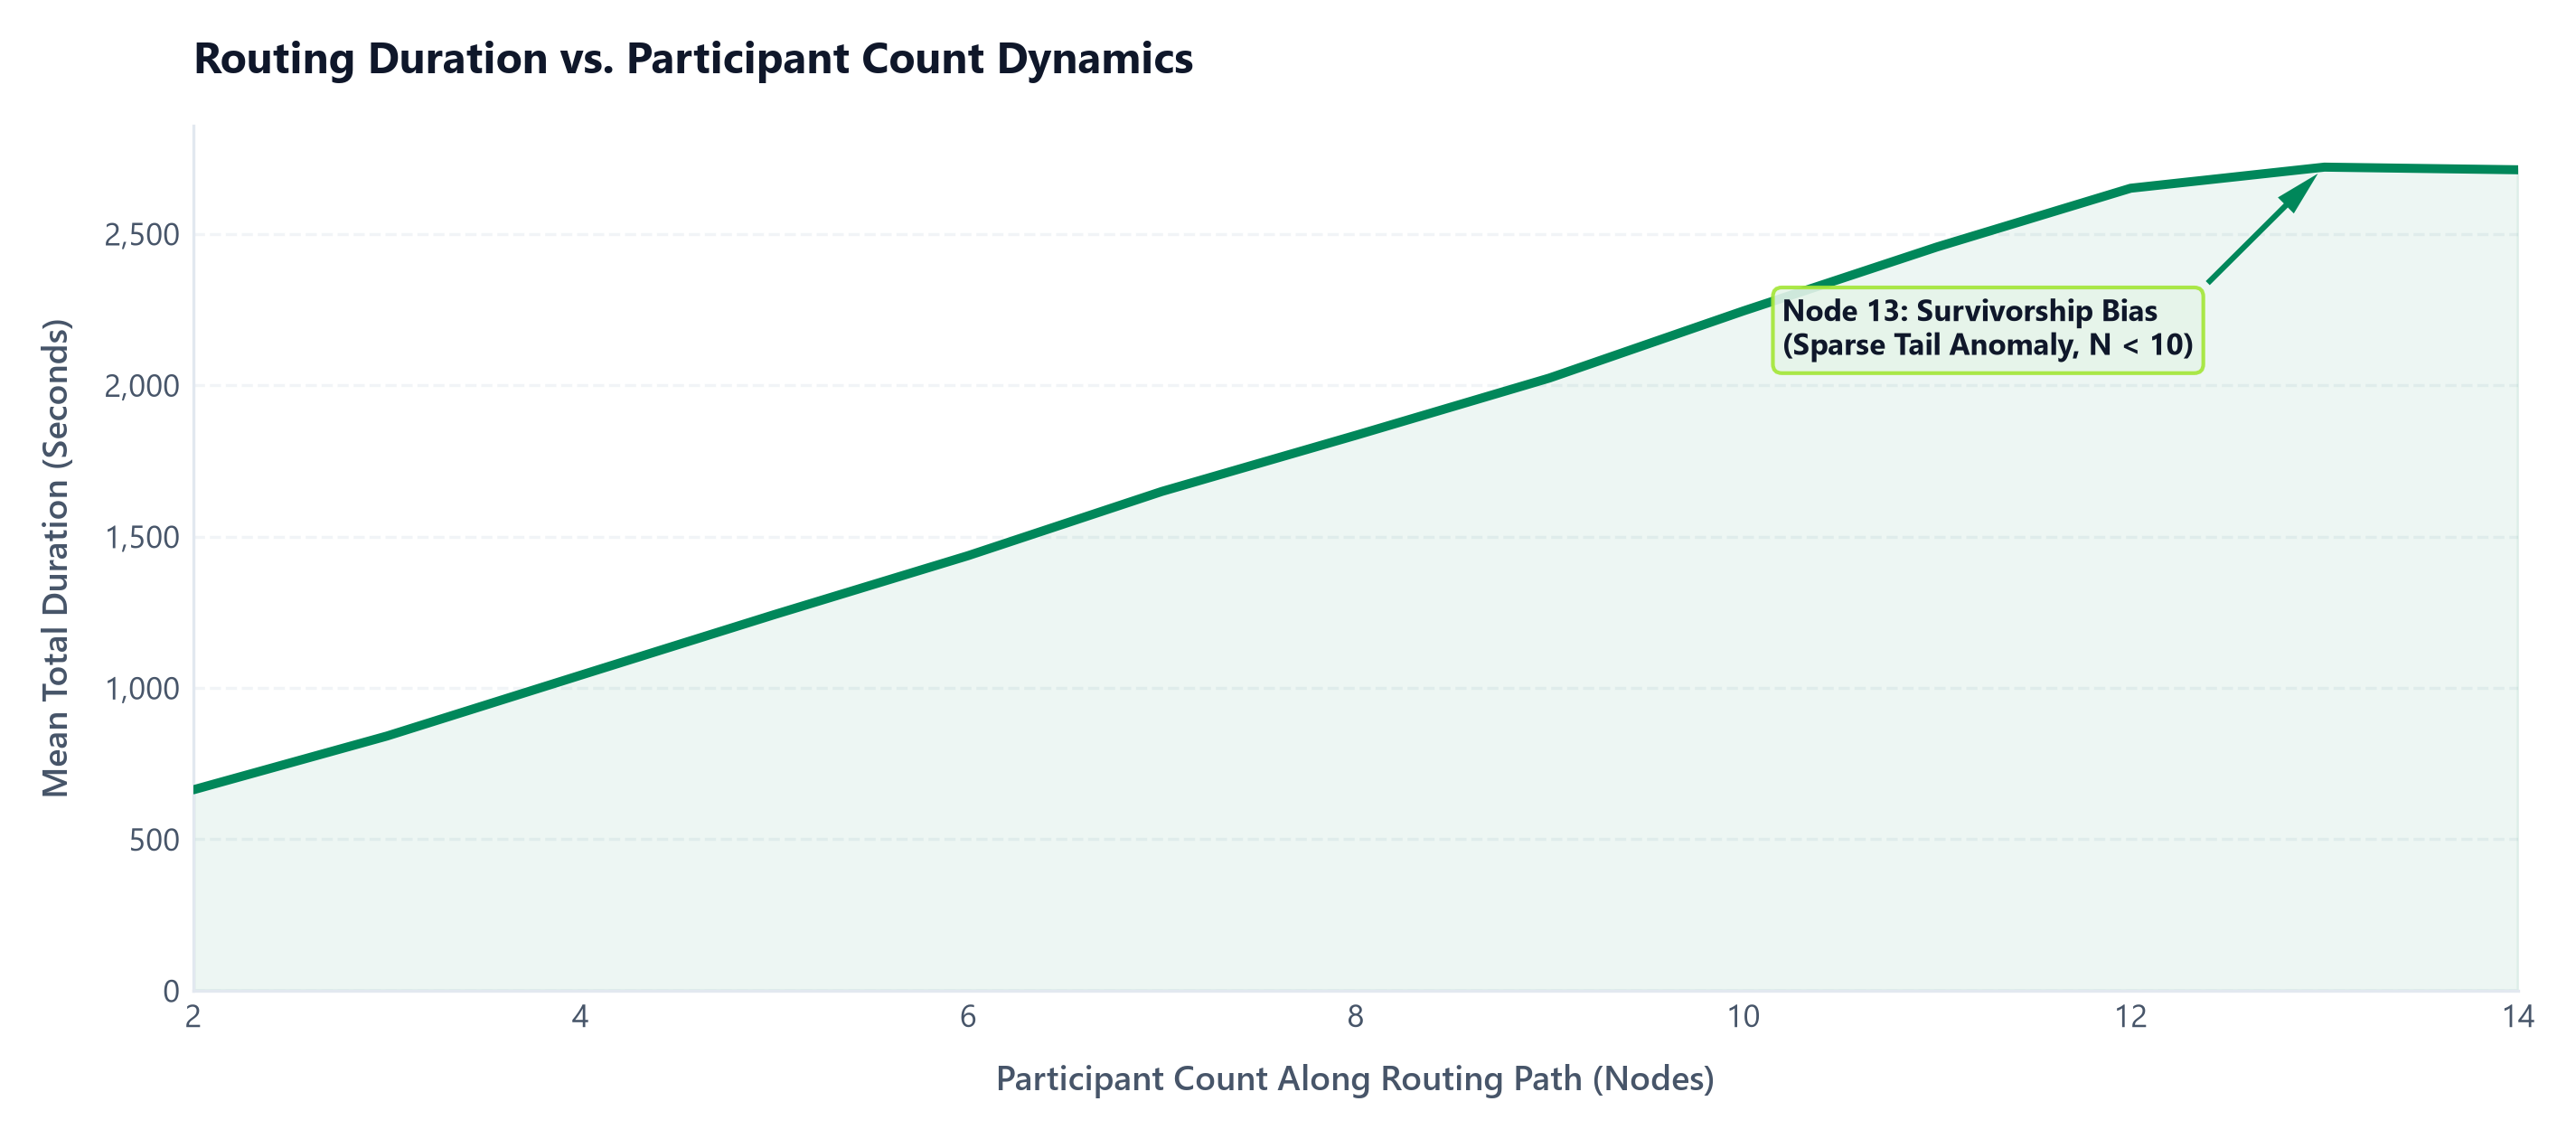 Routing Duration vs. Participant Count Dynamics
Mean Total Duration (Seconds)
2,500
2,000
1,500
1,000
500
0
Node 13: Survivorship Bias
(Sparse Tail Anomaly, N < 10)
2 4 6 8 10 12 14
Participant Count Along Routing Path (Nodes)